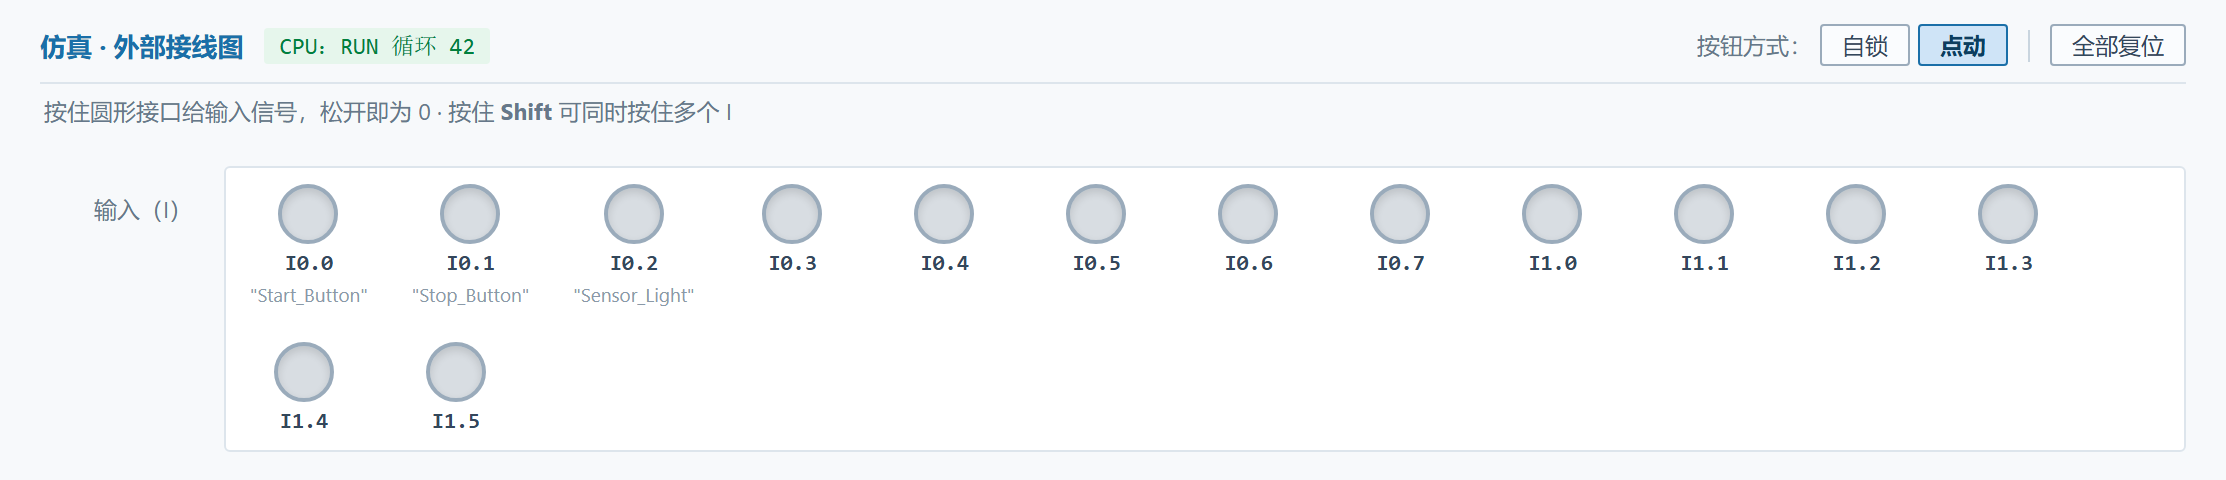 仿真 · 外部接线图 CPU: RUN 循环 42 按钮方式： 自锁 点动 全部复位
按住圆形接口给输入信号，松开即为 0 · 按住 Shift 可同时按住多个 I
输入（I）
I0.0 I0.1 I0.2 I0.3 I0.4 I0.5 I0.6 I0.7 I1.0 I1.1 I1.2 I1.3
"Start_Button" "Stop_Button" "Sensor_Light"
I1.4 I1.5